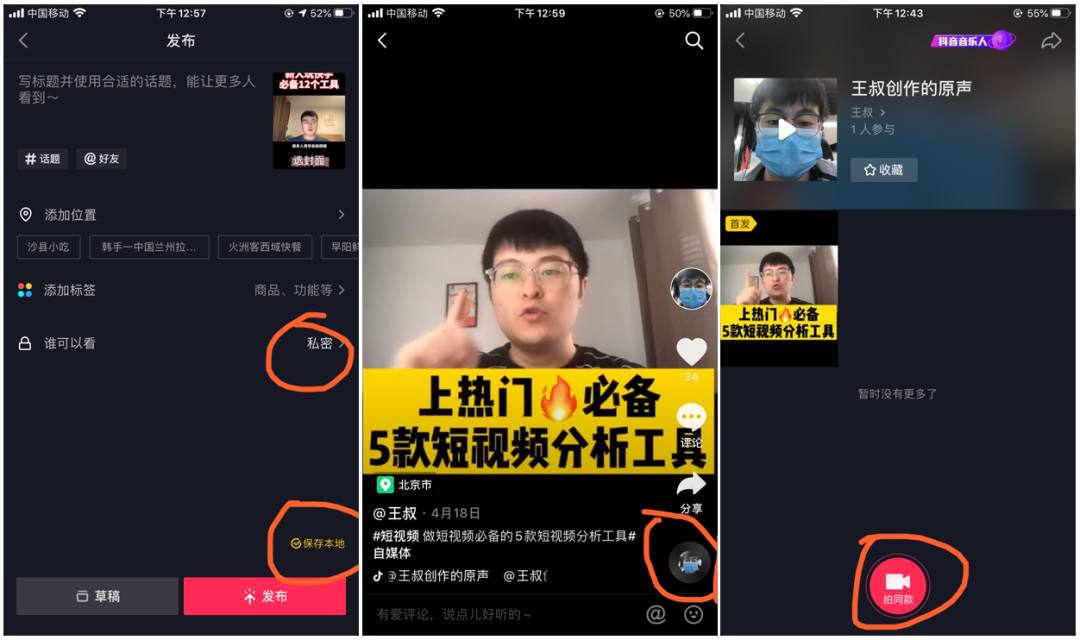 中国移动
下午12:57
52%
发布
写标题并使用合适的话题，能让更多人
看到～
新人玩快手
必备12个工具
选封面
#话题
@好友
添加位置
沙县小吃
韩手一中国兰州拉...
火洲客西域快餐
早阳鲜
添加标签
商品、功能等
谁可以看
私密
保存本地
草稿
发布
中国移动
下午12:59
50%
上热门🔥必备
5款短视频分析工具
24
评论
分享
北京市
@王叔 · 4月18日
#短视频 做短视频必备的5款短视频分析工具#
自媒体
@王叔创作的原声 @王叔
有爱评论，说点儿好听的～
中国移动
下午12:43
55%
抖音音乐人
王叔创作的原声
王叔
1人参与
收藏
首发
上热门🔥必备
5款短视频分析工具
暂时没有更多了
拍同款